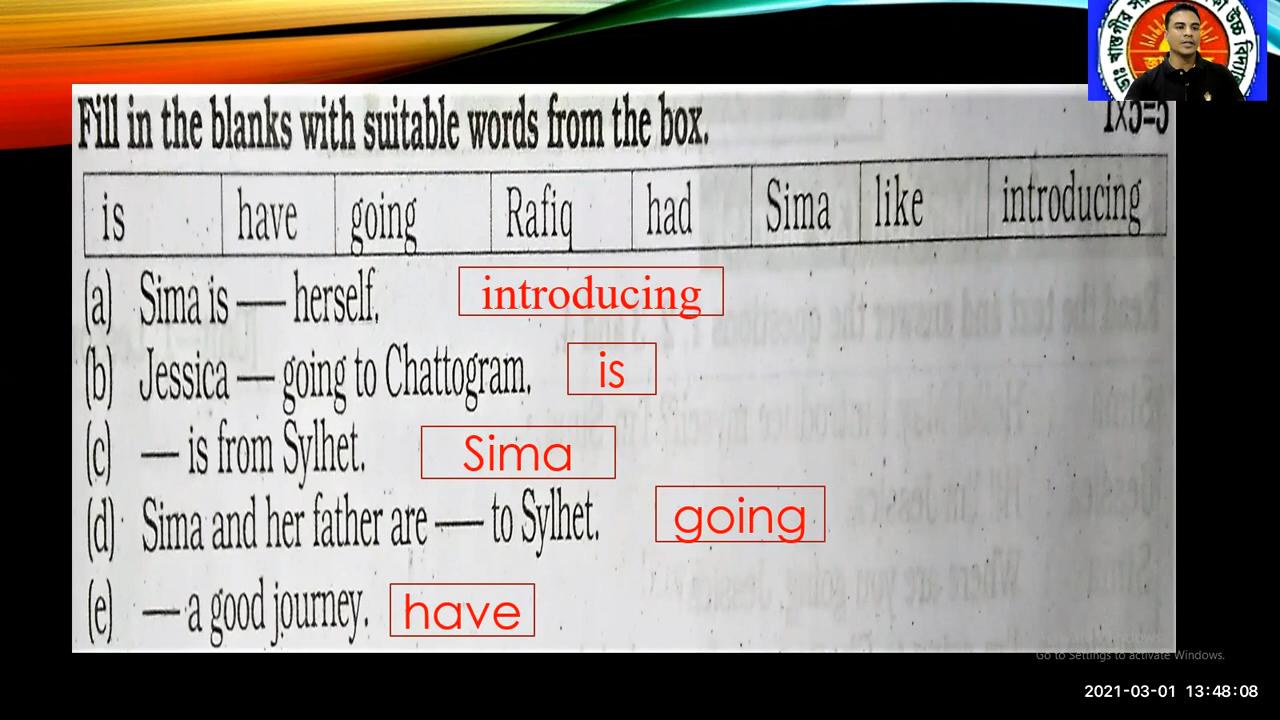 Fill in the blanks with suitable words from the box.
1×5=5
is have going Rafiq had Sima like introducing
(a) Sima is — herself. introducing
(b) Jessica — going to Chattogram. is
(c) — is from Sylhet. Sima
(d) Sima and her father are — to Sylhet. going
(e) — a good journey. have
Go to Settings to activate Windows.
2021-03-01 13:48:08